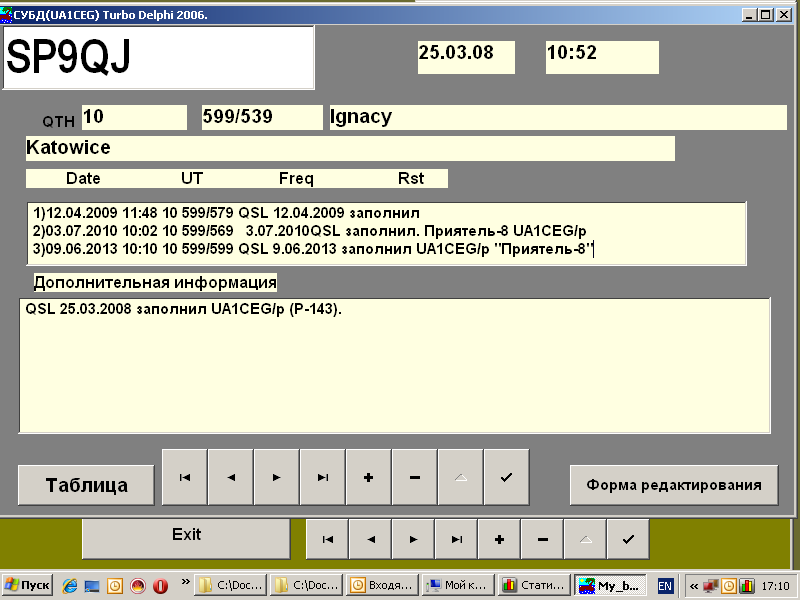 СУБД(UA1CEG) Turbo Delphi 2006.
SP9QJ
25.03.08 10:52
QTH 10 599/539 Ignacy
Katowice
Date UT Freq Rst
1)12.04.2009 11:48 10 599/579 QSL 12.04.2009 заполнил
2)03.07.2010 10:02 10 599/569 3.07.2010QSL заполнил. Приятель-8 UA1CEG/p
3)09.06.2013 10:10 10 599/599 QSL 9.06.2013 заполнил UA1CEG/p "Приятель-8"
Дополнительная информация
QSL 25.03.2008 заполнил UA1CEG/p (P-143).
Таблица
Форма редактирования
Exit
Пуск » C:\Doc... C:\Doc... Входя... Мой к... Стати... My_b... EN « 17:10